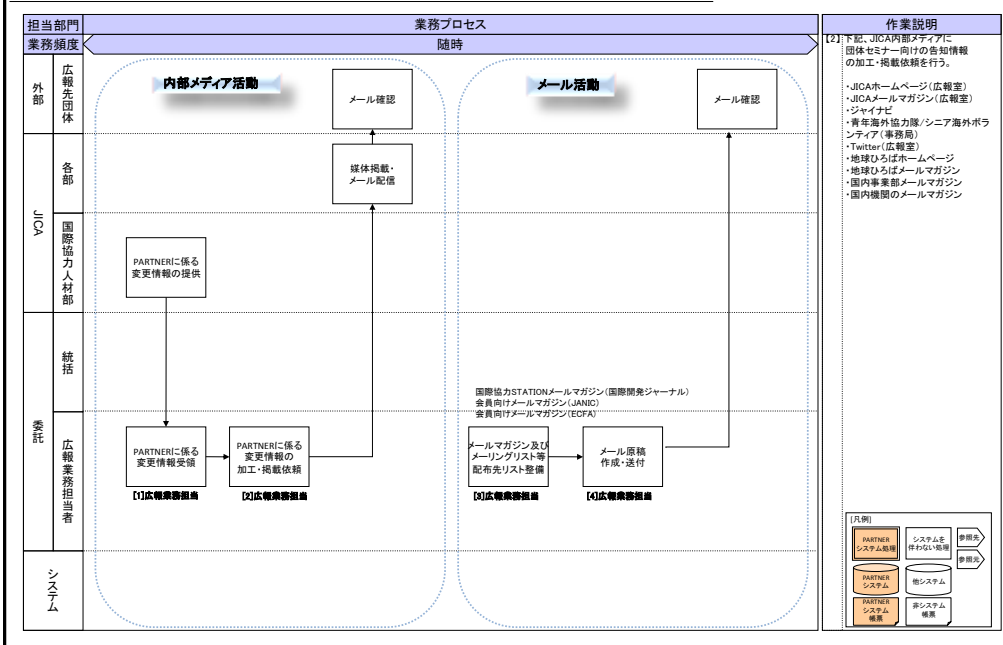 担当部門
業務プロセス
作業説明
業務頻度
随時
【2】下記、JICA内部メディアに
団体セミナー向けの告知情報
の加工・掲載依頼を行う。
・JICAホームページ(広報室)
・JICAメールマガジン(広報室)
・ジャイナビ
・青年海外協力隊/シニア海外ボラ
ンティア(事務局)
・Twitter(広報室)
・地球ひろばホームページ
・地球ひろばメールマガジン
・国内事業部メールマガジン
・国内機関のメールマガジン
外部
広報先団体
内部メディア活動
メール活動
メール確認
メール確認
JICA
各部
媒体掲載・
メール配信
国際協力人材部
PARTNERに係る
変更情報の提供
委託
統括
国際協力STATIONメールマガジン(国際開発ジャーナル)
会員向けメールマガジン(JANIC)
会員向けメールマガジン(ECFA)
広報業務担当者
PARTNERに係る
変更情報受領
[1]広報業務担当
PARTNERに係る
変更情報の
加工・掲載依頼
[2]広報業務担当
メールマガジン及び
メーリングリスト等
配布先リスト整備
[3]広報業務担当
メール原稿
作成・送付
[4]広報業務担当
システム
[凡例]
PARTNER
システム処理
システムを
伴わない処理
参照先
参照元
PARTNER
システム
他システム
PARTNER
システム
帳票
非システム
帳票